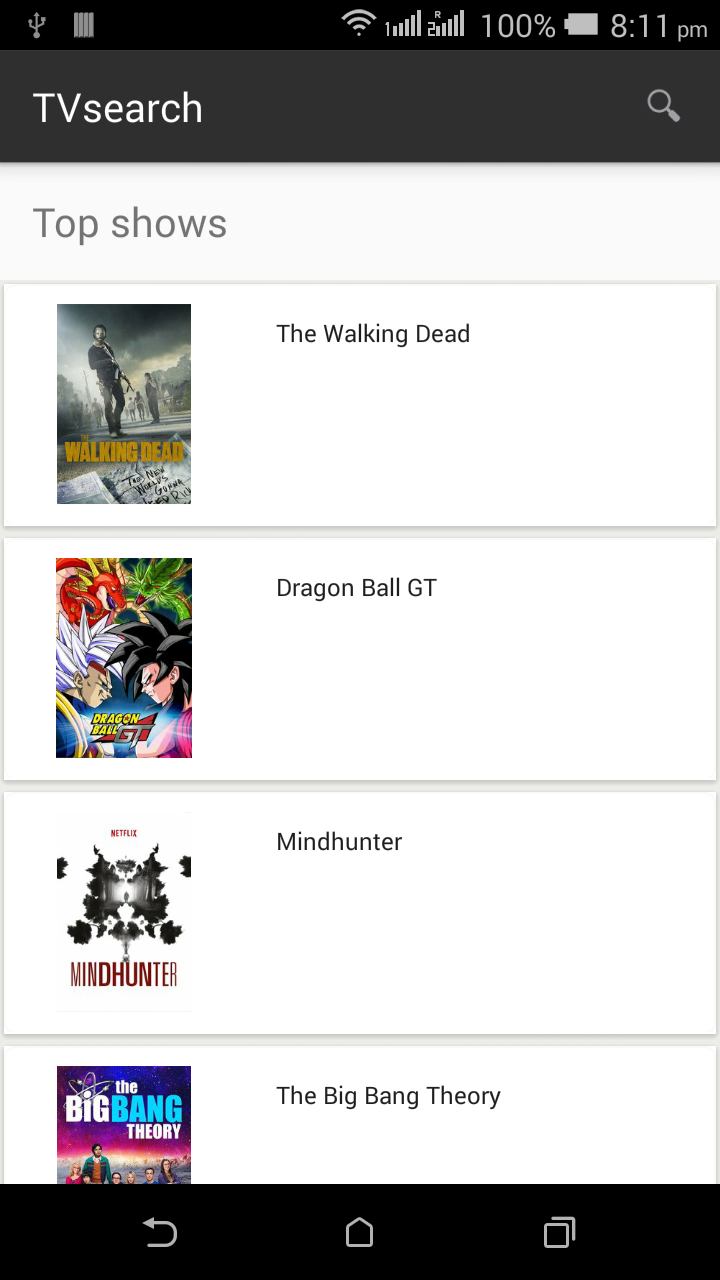 1 R 2 100% 8:11 pm
TVsearch
Top shows
The Walking Dead
THE
WALKING DEAD
Dragon Ball GT
DRAGON
BALL GT
Mindhunter
NETFLIX
MINDHUNTER
The Big Bang Theory
the
BIG BANG
THEORY